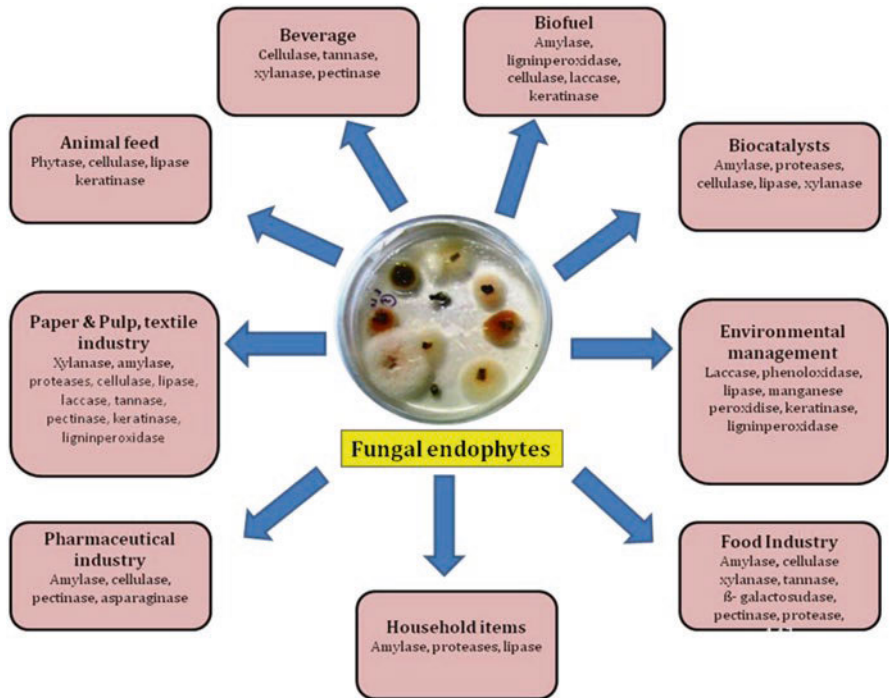 Beverage
Cellulase, tannase,
xylanase, pectinase
Biofuel
Amylase,
ligninperoxidase,
cellulase, laccase,
keratinase
Animal feed
Phytase, cellulase, lipase
keratinase
Biocatalysts
Amylase, proteases,
cellulase, lipase, xylanase
Paper & Pulp, textile
industry
Xylanase, amylase,
proteases, cellulase, lipase,
laccase, tannase,
pectinase, keratinase,
ligninperoxidase
Environmental
management
Laccase, phenoloxidase,
lipase, manganese
peroxidise, keratinase,
ligninperoxidase
Fungal endophytes
Pharmaceutical
industry
Amylase, cellulase,
pectinase, asparaginase
Household items
Amylase, proteases, lipase
Food Industry
Amylase, cellulase
xylanase, tannase,
ß- galactosudase,
pectinase, protease,